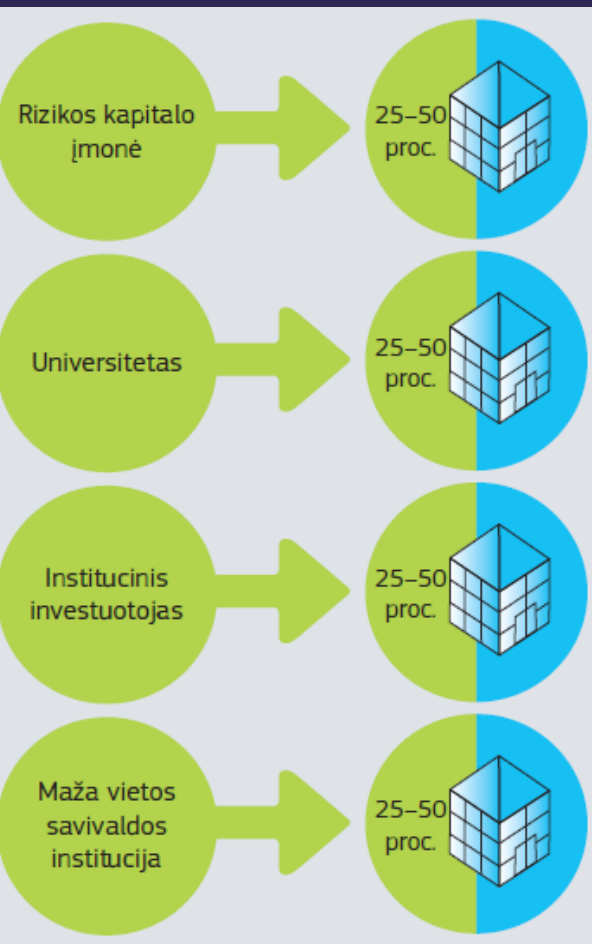 Rizikos kapitalo
įmonė
25–50
proc.
Universitetas
25–50
proc.
Institucinis
investuotojas
25–50
proc.
Maža vietos
savivaldos
institucija
25–50
proc.